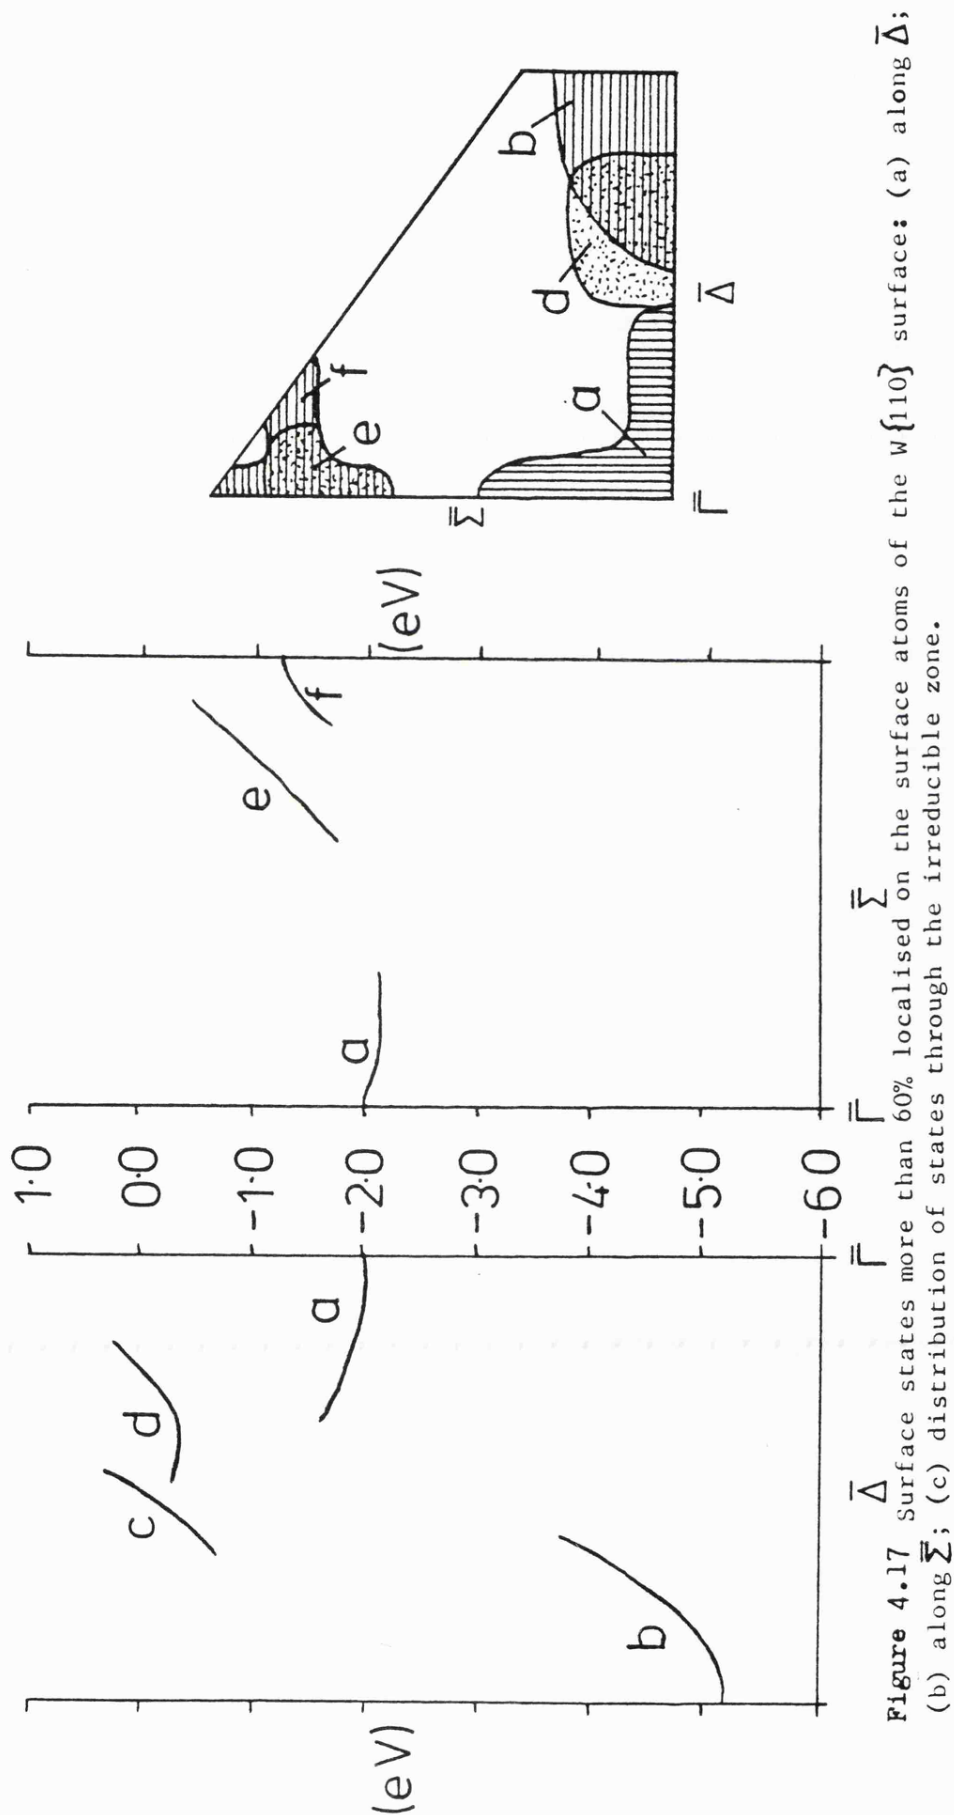 (eV)
1·0
0·0
-1·0
-2·0
-3·0
-4·0
-5·0
-6·0
c
d
a
b
Δ̅
Γ̅
a
e
f
Γ̅
Σ̅
(eV)
f
e
Σ̅
a
d
b
Γ̅
Δ̅
Figure 4.17 Surface states more than 60% localised on the surface atoms of the W{110} surface: (a) along Δ̅;
(b) along Σ̅; (c) distribution of states through the irreducible zone.